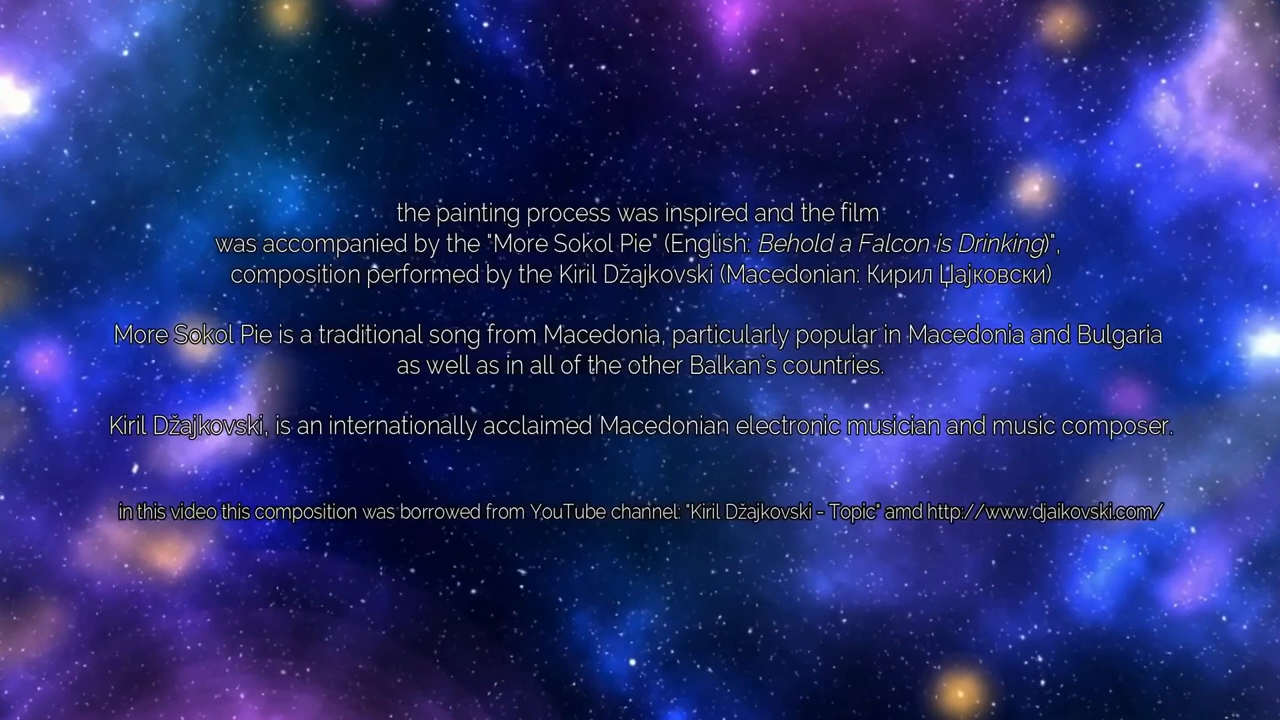 the painting process was inspired and the film
was accompanied by the "More Sokol Pie" (English: Behold a Falcon is Drinking)",
composition performed by the Kiril Džajkovski (Macedonian: Кирил Џајковски)
More Sokol Pie is a traditional song from Macedonia, particularly popular in Macedonia and Bulgaria
as well as in all of the other Balkan`s countries.
Kiril Džajkovski, is an internationally acclaimed Macedonian electronic musician and music composer.
in this video this composition was borrowed from YouTube channel: "Kiril Džajkovski - Topic" amd http://www.djaikovski.com/